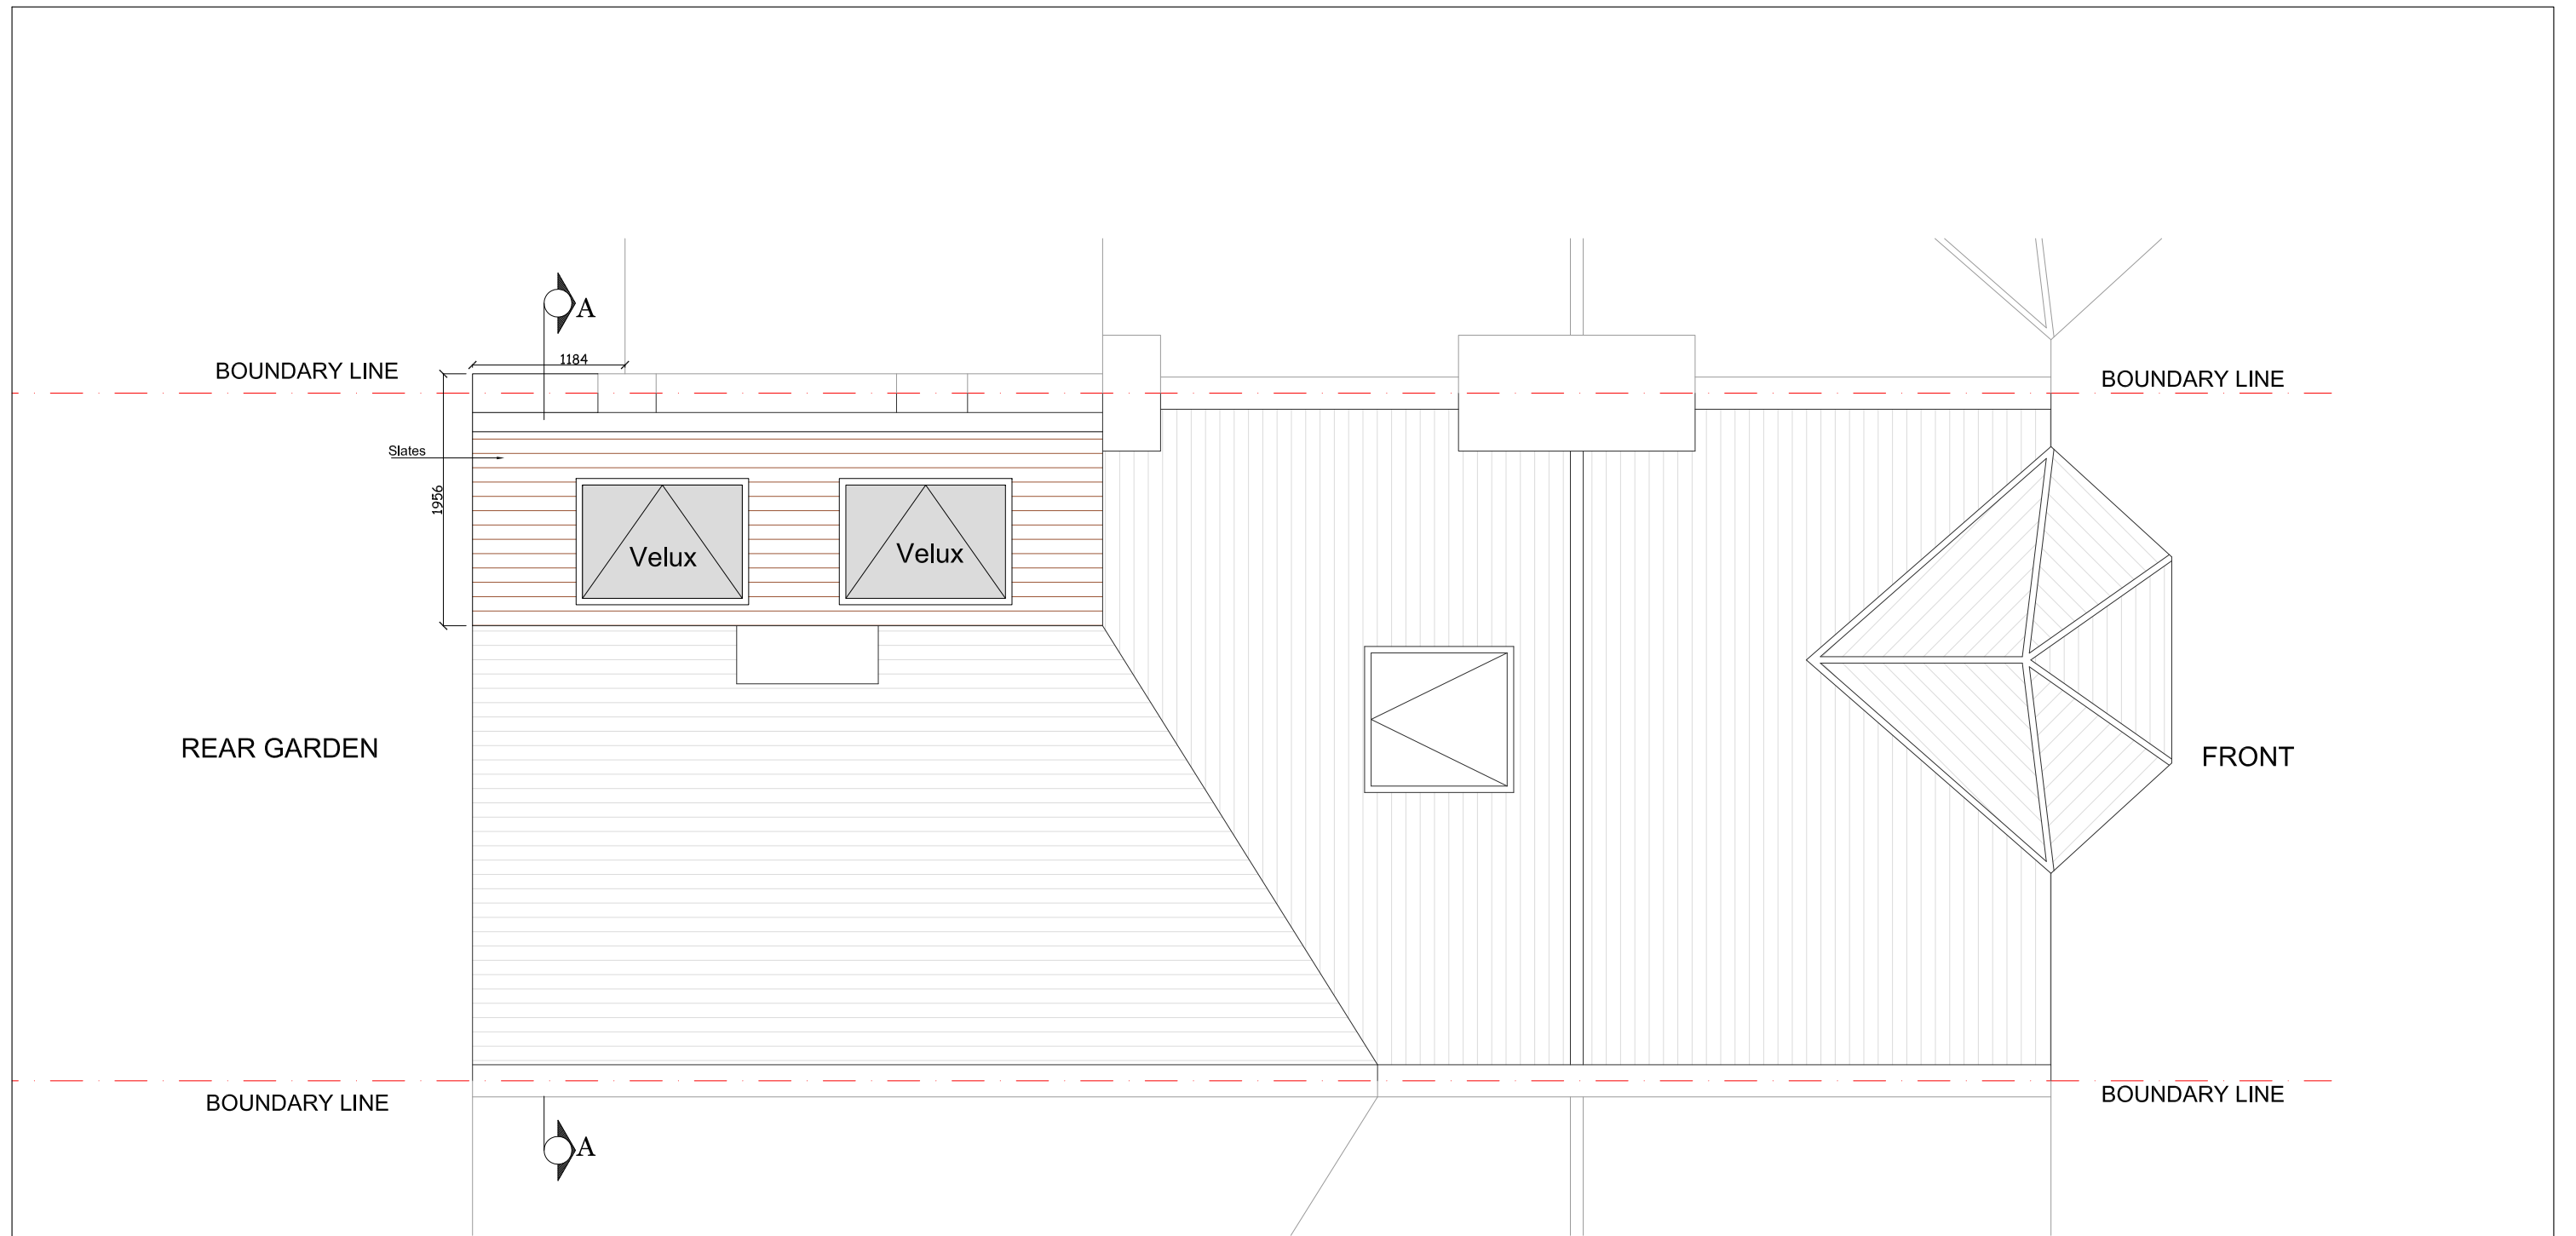 A
1184
BOUNDARY LINE
BOUNDARY LINE
Slates
1956
Velux
Velux
REAR GARDEN
FRONT
BOUNDARY LINE
BOUNDARY LINE
A